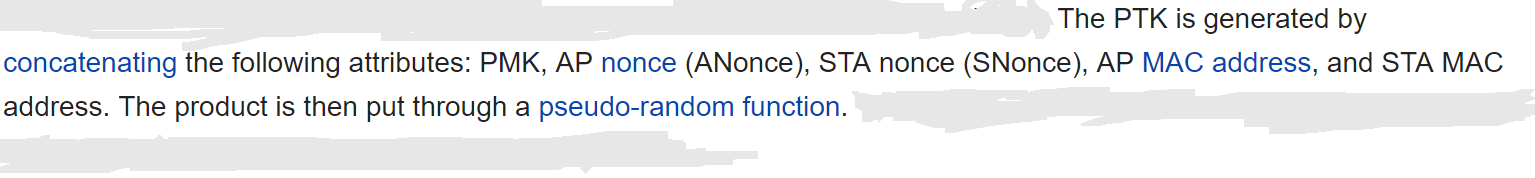 The PTK is generated by
concatenating the following attributes: PMK, AP nonce (ANonce), STA nonce (SNonce), AP MAC address, and STA MAC
address. The product is then put through a pseudo-random function.